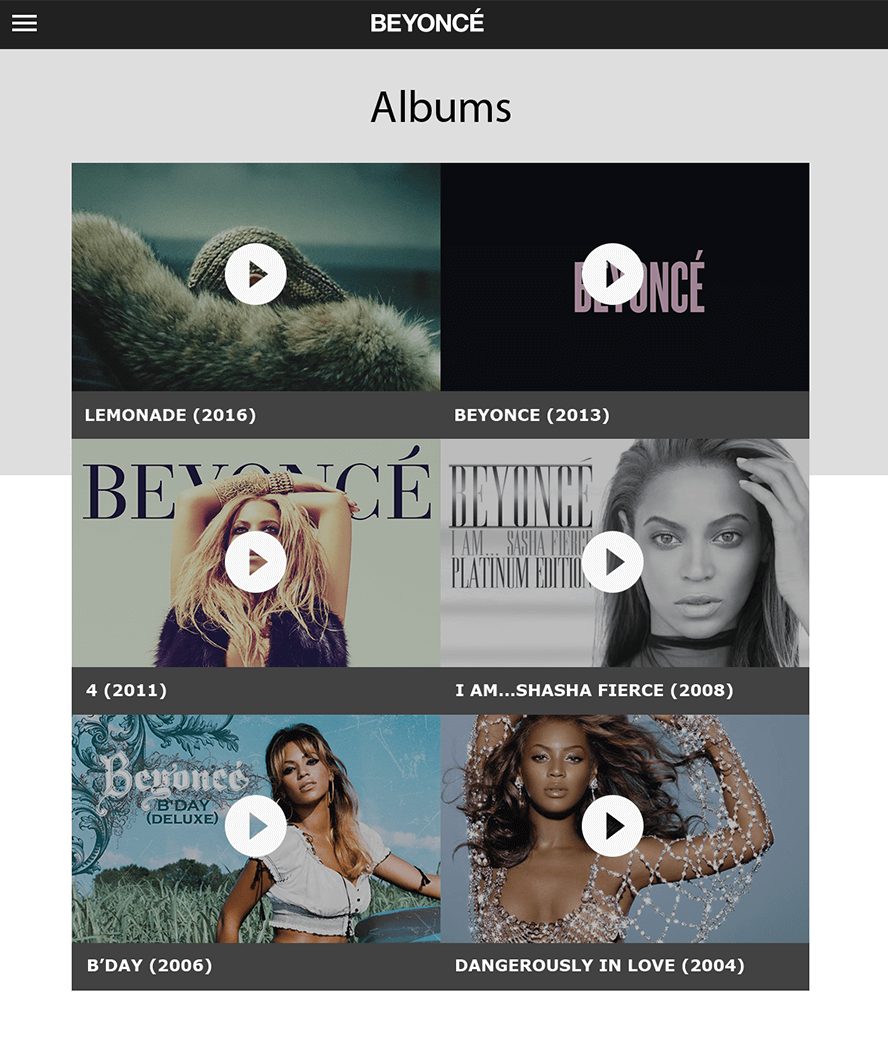 BEYONCÉ
Albums
BEYONCÉ
LEMONADE (2016)
BEYONCE (2013)
BEYONCÉ
BEYONCÉ
I AM... SASHA FIERCE
PLATINUM EDITION
4 (2011)
I AM...SHASHA FIERCE (2008)
Beyoncé
B'DAY
(DELUXE)
B’DAY (2006)
DANGEROUSLY IN LOVE (2004)